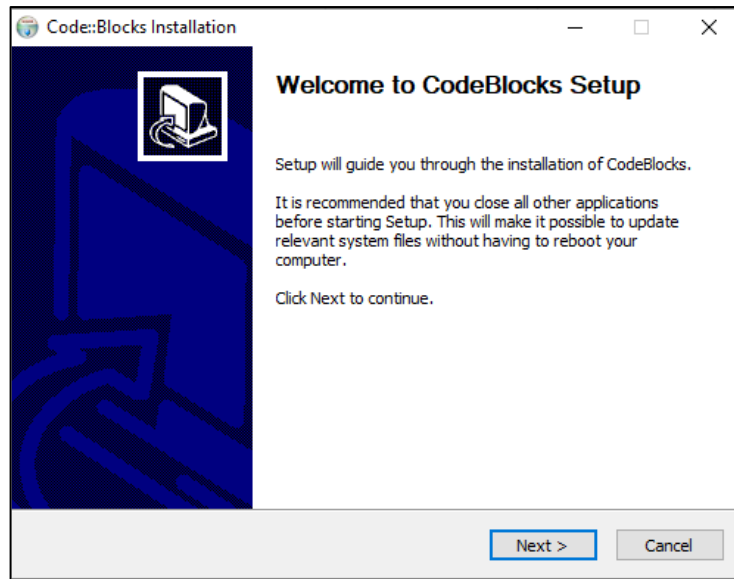 Code::Blocks Installation
Welcome to CodeBlocks Setup
Setup will guide you through the installation of CodeBlocks.
It is recommended that you close all other applications
before starting Setup. This will make it possible to update
relevant system files without having to reboot your
computer.
Click Next to continue.
Next >
Cancel